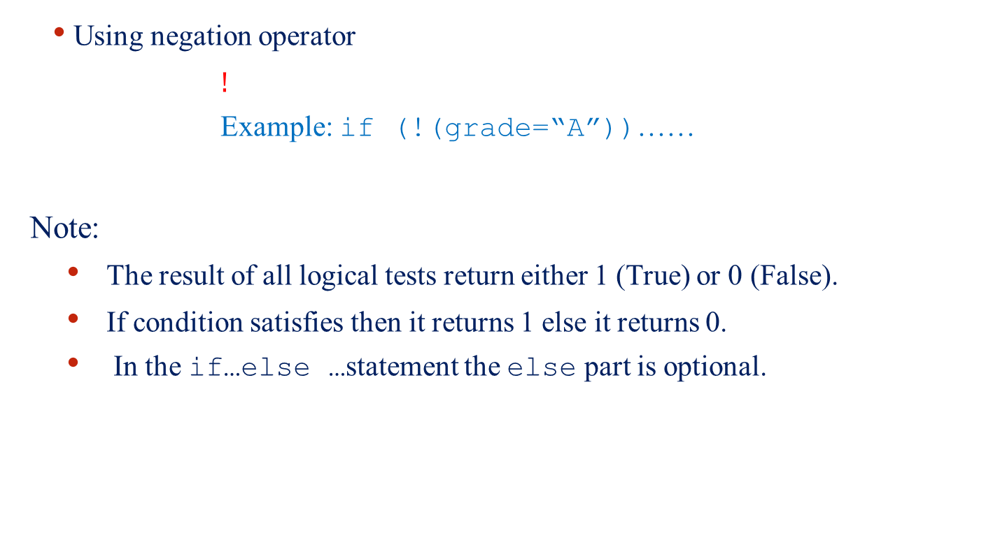 • Using negation operator
!
Example: if (!(grade=“A”))……
Note:
• The result of all logical tests return either 1 (True) or 0 (False).
• If condition satisfies then it returns 1 else it returns 0.
• In the if…else …statement the else part is optional.